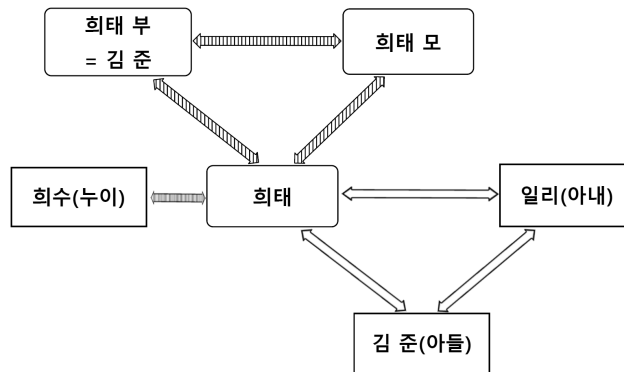 희태 부
= 김 준
희태 모
희수(누이)
희태
일리(아내)
김 준(아들)